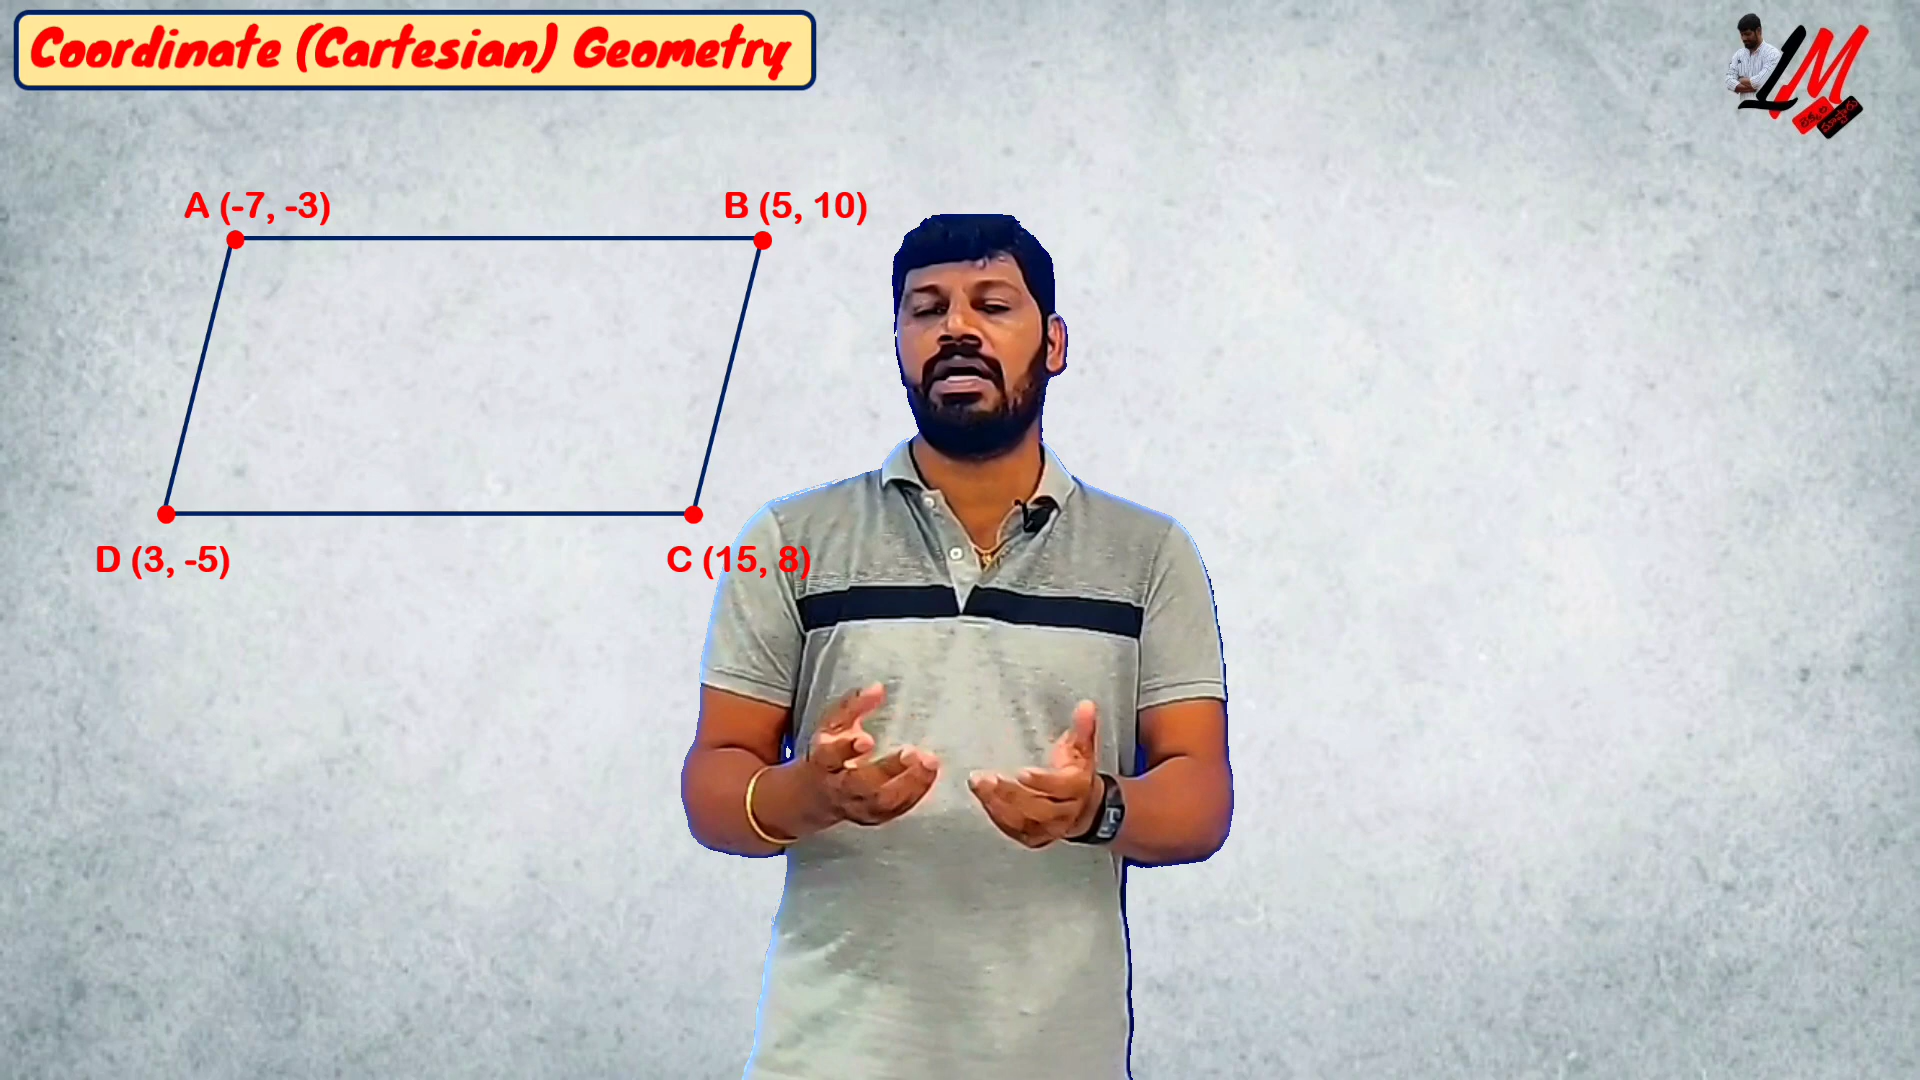 Coordinate (Cartesian) Geometry
LM
A (-7, -3)
B (5, 10)
D (3, -5)
C (15, 8)